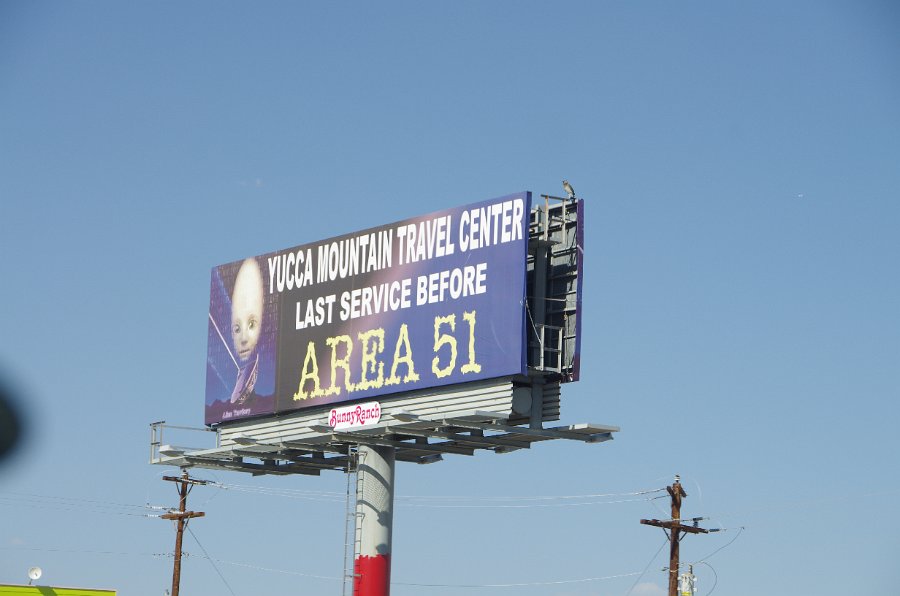 YUCCA MOUNTAIN TRAVEL CENTER
LAST SERVICE BEFORE
AREA 51
BunnyRanch